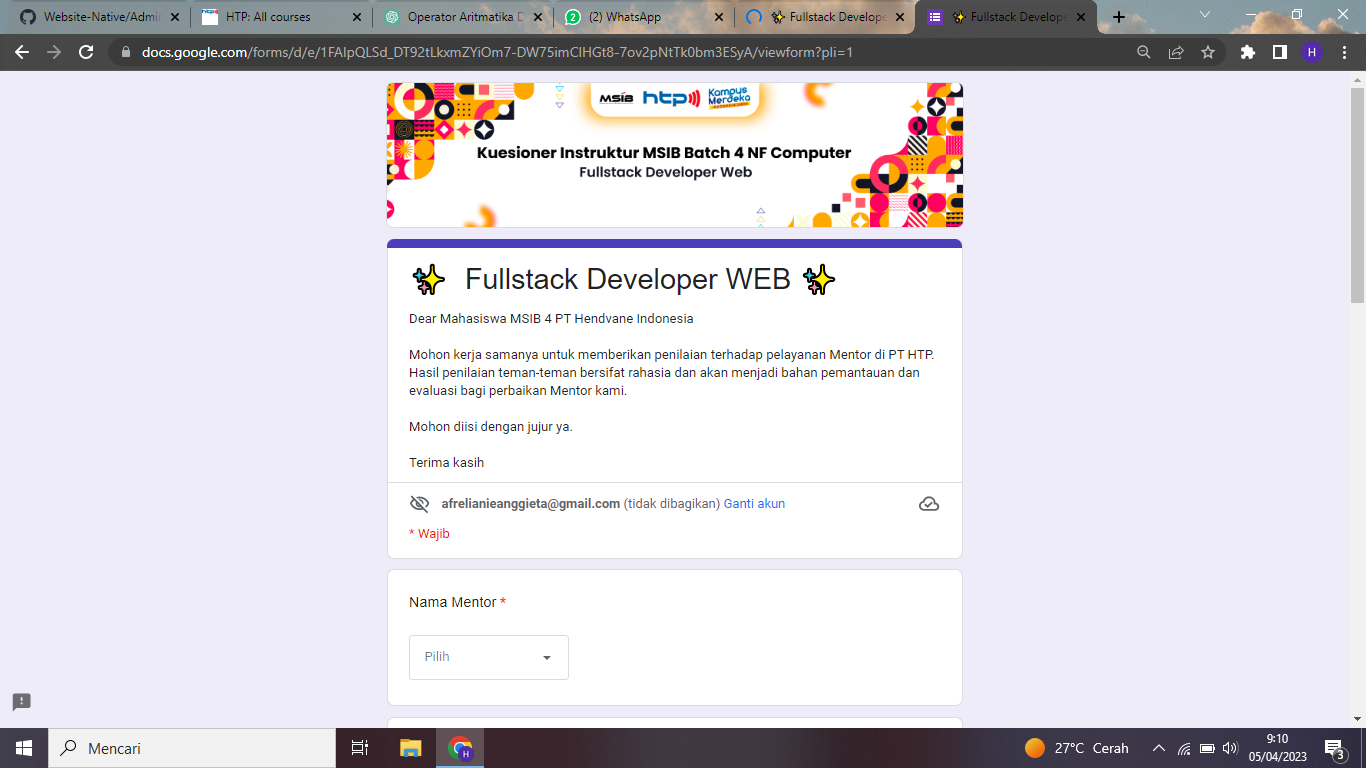 Website-Native/Admi
HTP: All courses
Operator Aritmatika D
(2) WhatsApp
Fullstack Develope
Fullstack Develope
docs.google.com/forms/d/e/1FAIpQLSd_DT92tLkxmZYiOm7-DW75imClHGt8-7ov2pNtTk0bm3ESyA/viewform?pli=1
H
MSIB htp Kampus Merdeka
Kuesioner Instruktur MSIB Batch 4 NF Computer
Fullstack Developer Web
Fullstack Developer WEB
Dear Mahasiswa MSIB 4 PT Hendvane Indonesia
Mohon kerja samanya untuk memberikan penilaian terhadap pelayanan Mentor di PT HTP.
Hasil penilaian teman-teman bersifat rahasia dan akan menjadi bahan pemantauan dan
evaluasi bagi perbaikan Mentor kami.
Mohon diisi dengan jujur ya.
Terima kasih
afrelianieanggieta@gmail.com (tidak dibagikan) Ganti akun
* Wajib
Nama Mentor *
Pilih
Mencari
H
27°C Cerah
9:10
05/04/2023
3